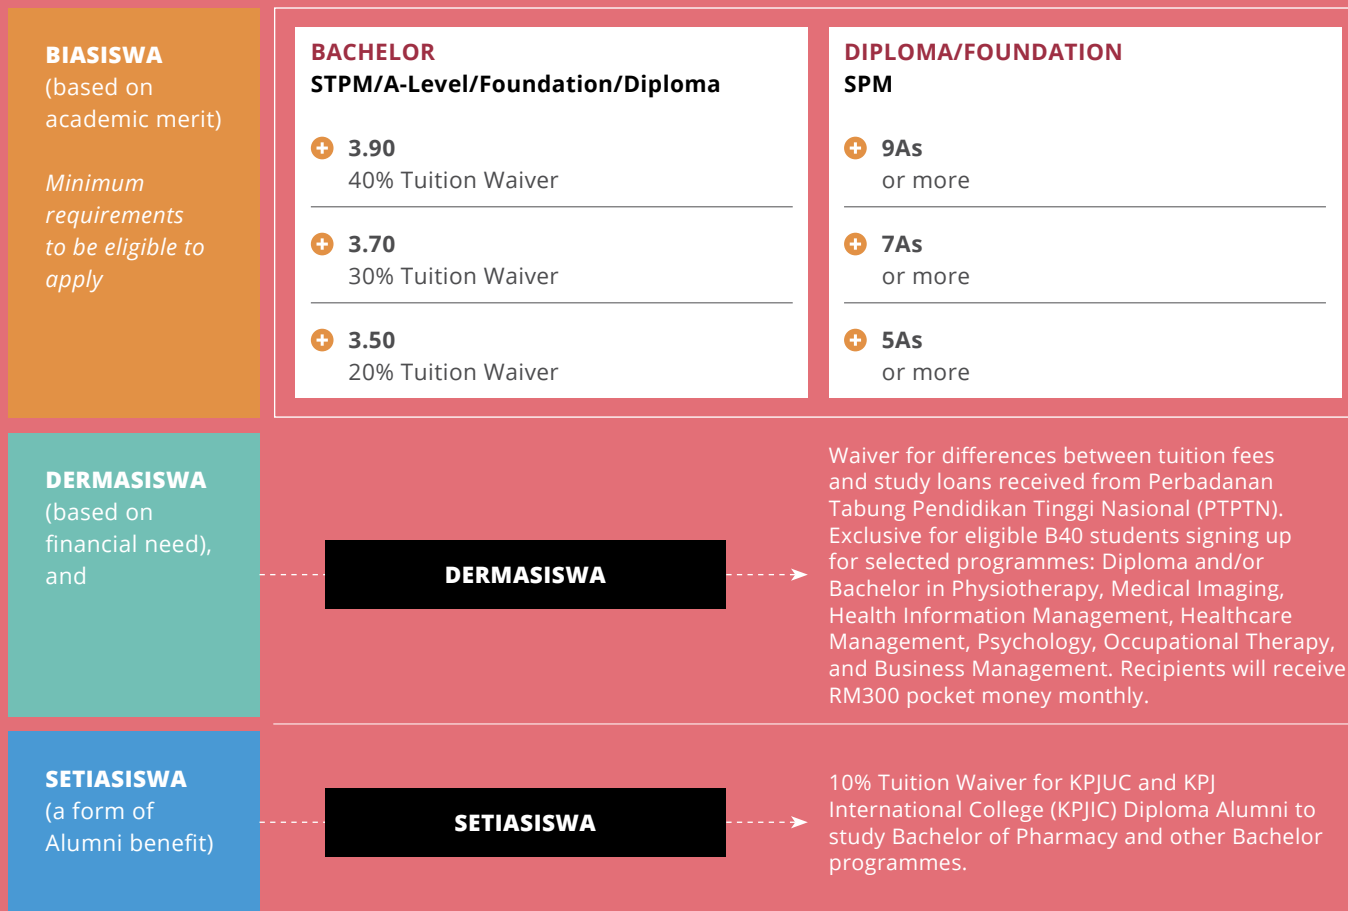 BIASISWA
(based on
academic merit)
Minimum
requirements
to be eligible to
apply
BACHELOR
STPM/A-Level/Foundation/Diploma
3.90
40% Tuition Waiver
3.70
30% Tuition Waiver
3.50
20% Tuition Waiver
DIPLOMA/FOUNDATION
SPM
9As
or more
7As
or more
5As
or more
DERMASISWA
(based on
financial need),
and
DERMASISWA
Waiver for differences between tuition fees
and study loans received from Perbadanan
Tabung Pendidikan Tinggi Nasional (PTPTN).
Exclusive for eligible B40 students signing up
for selected programmes: Diploma and/or
Bachelor in Physiotherapy, Medical Imaging,
Health Information Management, Healthcare
Management, Psychology, Occupational Therapy,
and Business Management. Recipients will receive
RM300 pocket money monthly.
SETIASISWA
(a form of
Alumni benefit)
SETIASISWA
10% Tuition Waiver for KPJUC and KPJ
International College (KPJIC) Diploma Alumni to
study Bachelor of Pharmacy and other Bachelor
programmes.